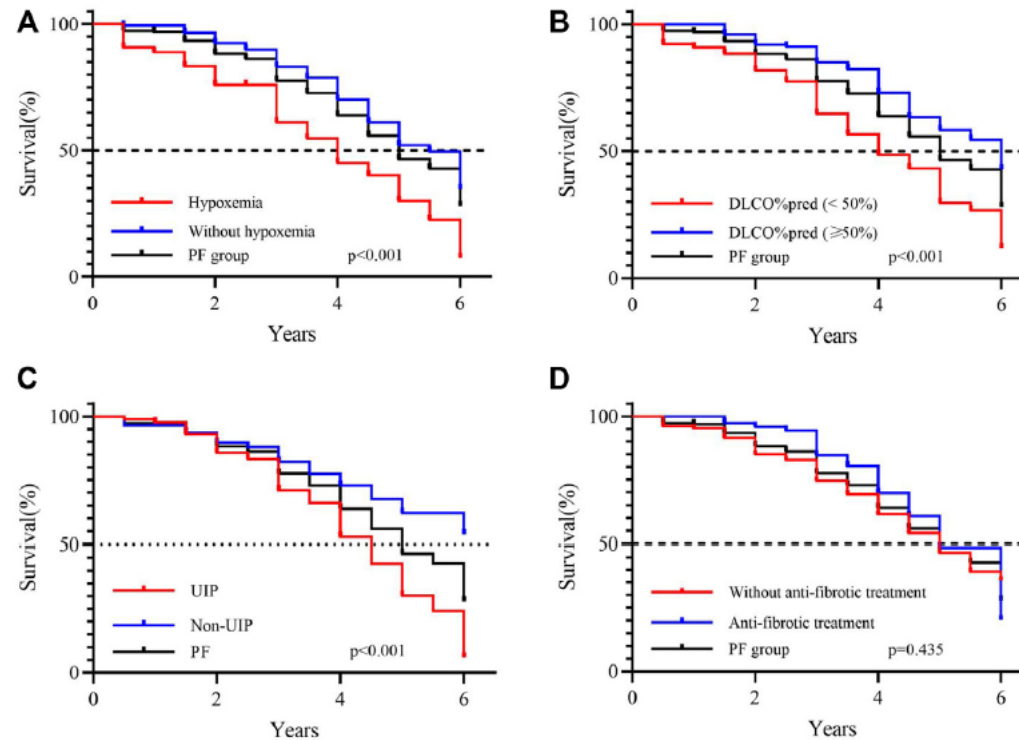 A
Survival(%)
100
50
0
Hypoxemia
Without hypoxemia
PF group
p<0.001
0 2 4 6
Years
B
Survival(%)
100
50
0
DLCO%pred (< 50%)
DLCO%pred (⩾50%)
PF group
p<0.001
0 2 4 6
Years
C
Survival(%)
100
50
0
UIP
Non-UIP
PF
p<0.001
0 2 4 6
Years
D
Survival(%)
100
50
0
Without anti-fibrotic treatment
Anti-fibrotic treatment
PF group
p=0.435
0 2 4 6
Years